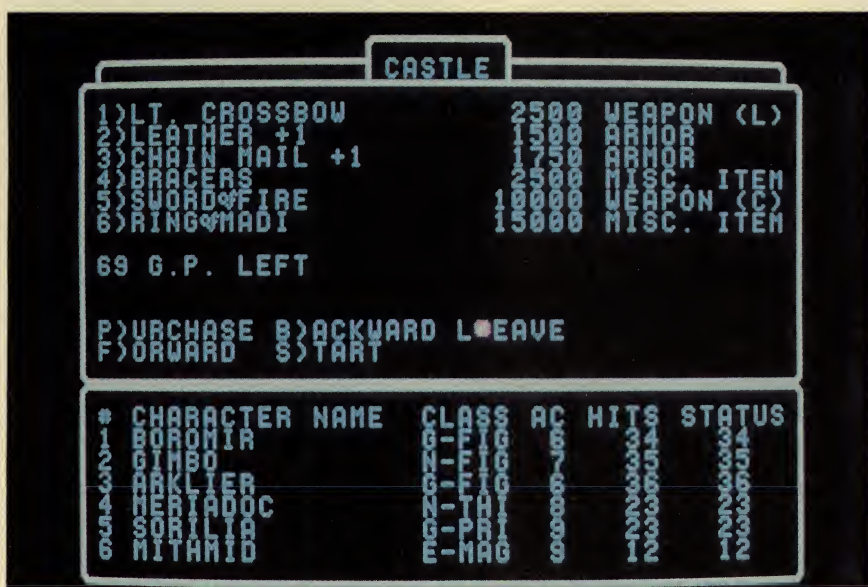 CASTLE
1)LT. CROSSBOW 2500 WEAPON (L)
2)LEATHER +1 1500 ARMOR
3)CHAIN MAIL +1 1750 ARMOR
4)BRACERS 2500 MISC. ITEM
5)SWORD FIRE 10000 WEAPON (C)
6)RING MADI 15000 MISC. ITEM
69 G.P. LEFT
P)URCHASE B)ACKWARD L EAVE
F)ORWARD S)TART
# CHARACTER NAME CLASS AC HITS STATUS
1 BOROMIR G-FIG 6 34 34
2 GIMBO N-FIG 7 35 35
3 ARKLIER G-FIG 6 36 36
4 MERIADOC N-THI 8 23 23
5 SORILIA G-PRI 9 23 23
6 MITHMID E-MAG 9 12 12